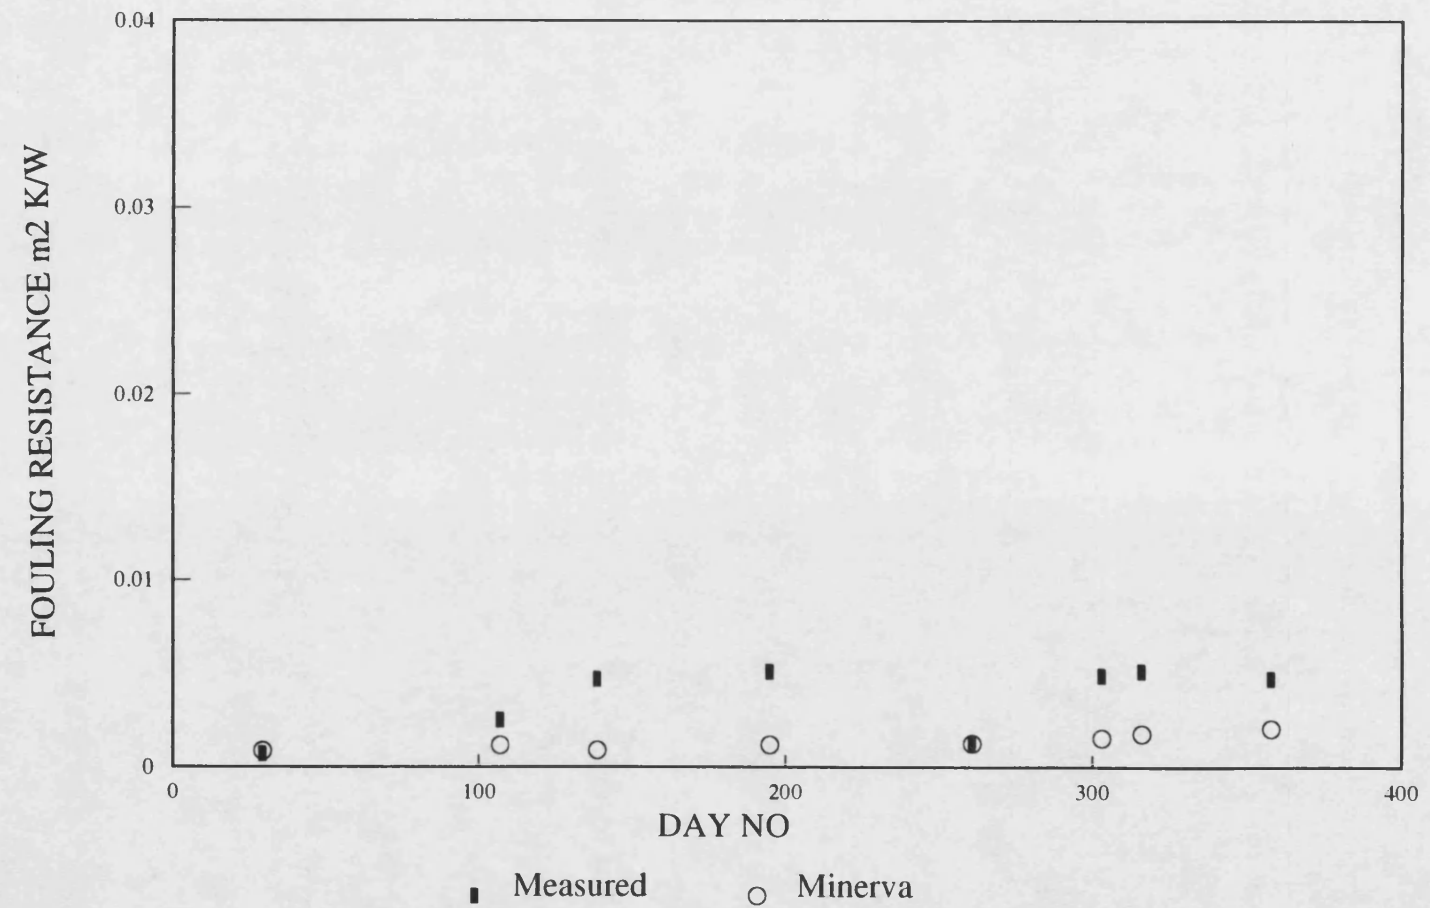 0.04
0.03
0.02
0.01
0
FOULING RESISTANCE m2 K/W
0 100 200 300 400
DAY NO
Measured Minerva